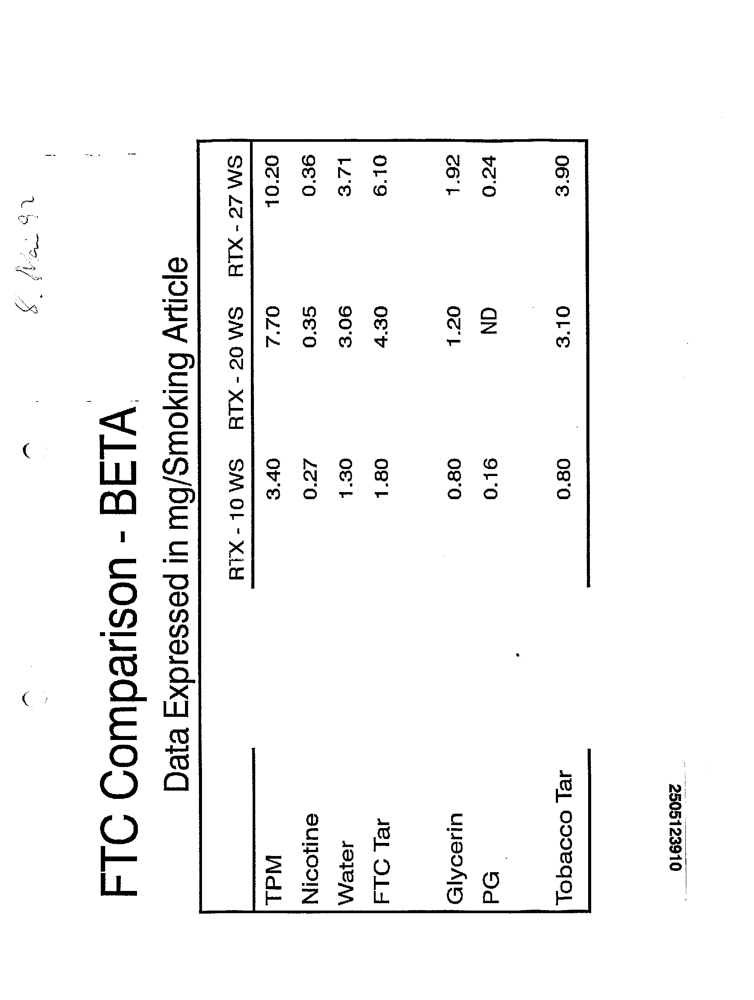 8. Mai 92
FTC Comparison - BETA
Data Expressed in mg/Smoking Article
RTX - 10 WS RTX - 20 WS RTX - 27 WS
TPM 3.40 7.70 10.20
Nicotine 0.27 0.35 0.36
Water 1.30 3.06 3.71
FTC Tar 1.80 4.30 6.10
Glycerin 0.80 1.20 1.92
PG 0.16 ND 0.24
Tobacco Tar 0.80 3.10 3.90
2505123910